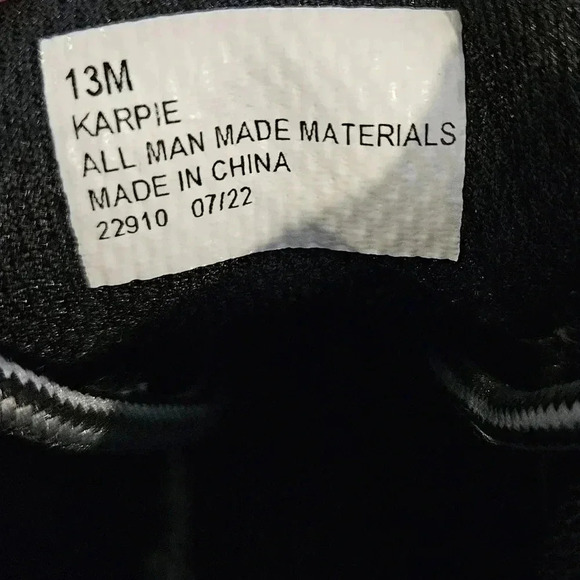 13M
KARPIE
ALL MAN MADE MATERIALS
MADE IN CHINA
22910 07/22